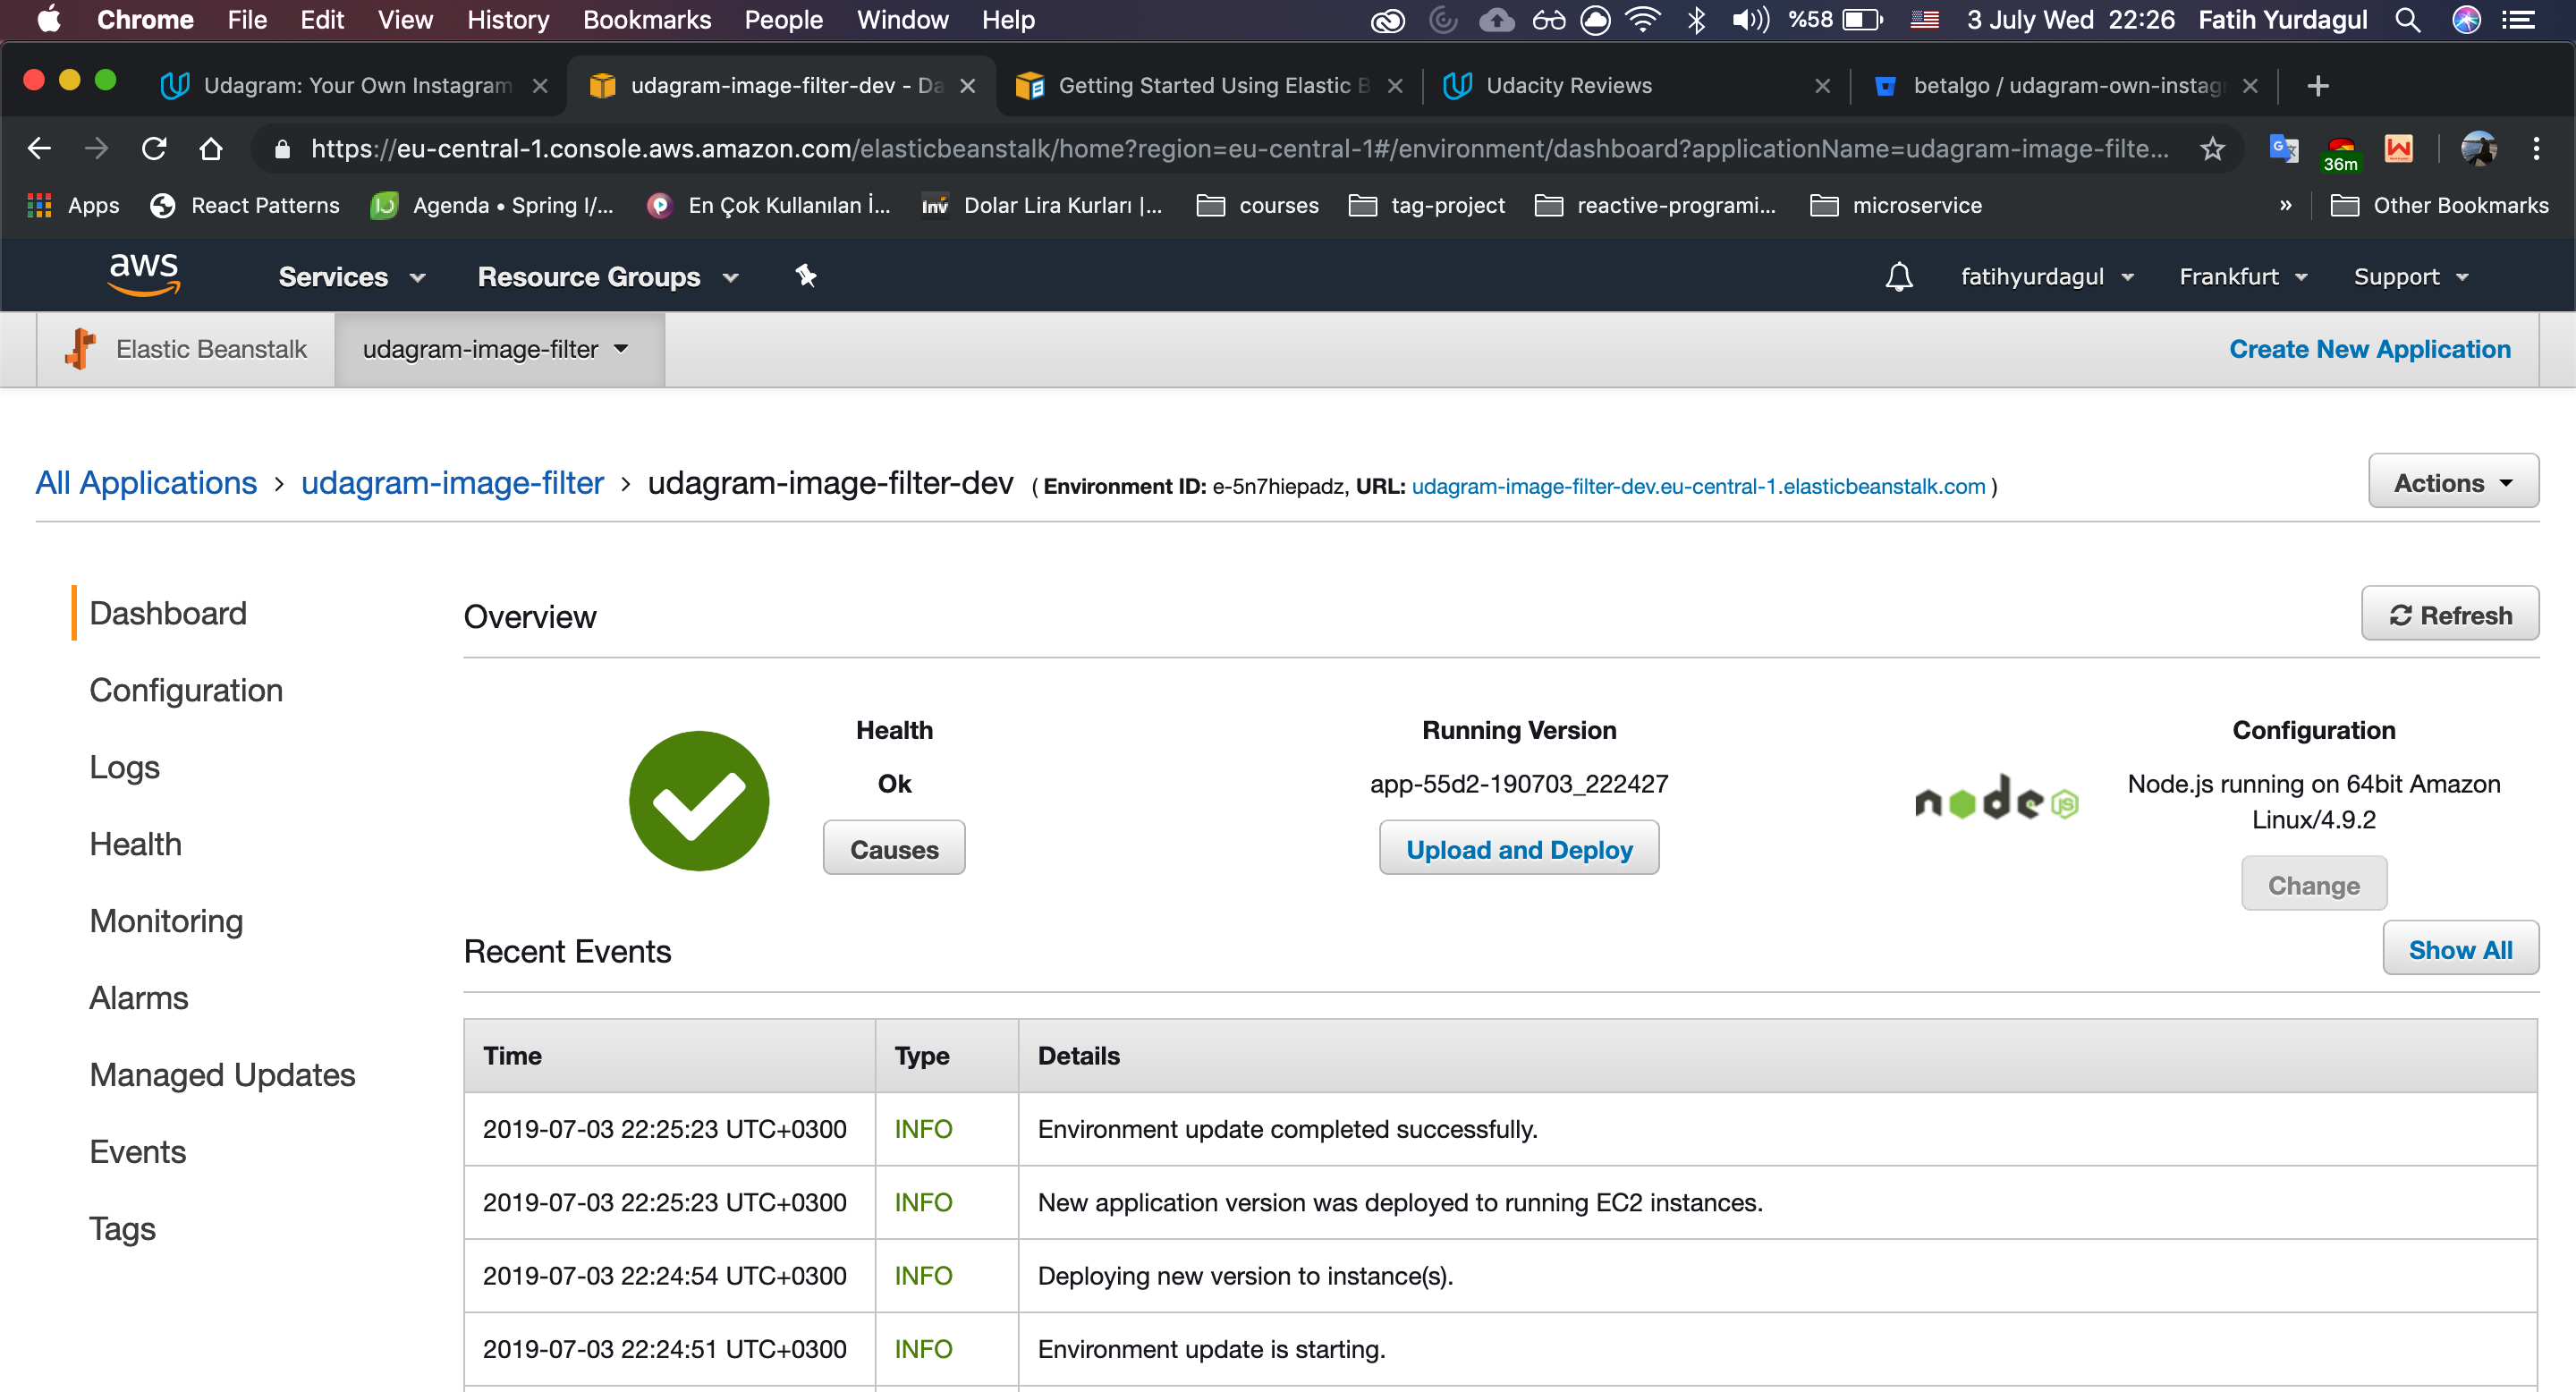 Chrome File Edit View History Bookmarks People Window Help %58 3 July Wed 22:26 Fatih Yurdagul
Udagram: Your Own Instagram udagram-image-filter-dev - Da Getting Started Using Elastic B Udacity Reviews betalgo / udagram-own-instag
https://eu-central-1.console.aws.amazon.com/elasticbeanstalk/home?region=eu-central-1#/environment/dashboard?applicationName=udagram-image-filte... 36m
Apps React Patterns Agenda • Spring I/... En Çok Kullanılan İ... Inv Dolar Lira Kurları |... courses tag-project reactive-programi... microservice » Other Bookmarks
aws Services Resource Groups fatihyurdagul Frankfurt Support
Elastic Beanstalk udagram-image-filter Create New Application
All Applications › udagram-image-filter › udagram-image-filter-dev ( Environment ID: e-5n7hiepadz, URL: udagram-image-filter-dev.eu-central-1.elasticbeanstalk.com ) Actions
Dashboard
Configuration
Logs
Health
Monitoring
Alarms
Managed Updates
Events
Tags
Overview Refresh
Health
Ok
Causes
Running Version
app-55d2-190703_222427
Upload and Deploy
node JS
Configuration
Node.js running on 64bit Amazon
Linux/4.9.2
Change
Recent Events Show All
Time Type Details
2019-07-03 22:25:23 UTC+0300 INFO Environment update completed successfully.
2019-07-03 22:25:23 UTC+0300 INFO New application version was deployed to running EC2 instances.
2019-07-03 22:24:54 UTC+0300 INFO Deploying new version to instance(s).
2019-07-03 22:24:51 UTC+0300 INFO Environment update is starting.